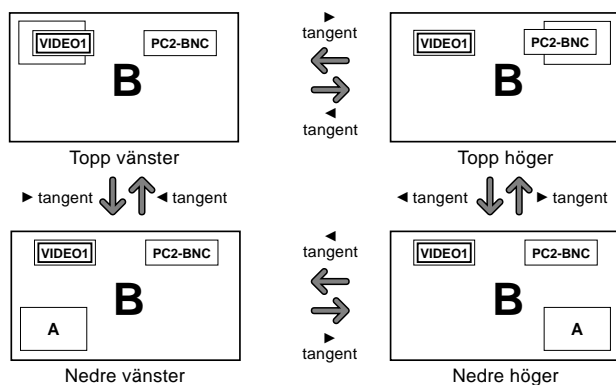 VIDEO1 PC2-BNC
B
Topp vänster
► tangent
◄ tangent
VIDEO1 PC2-BNC
B
Topp höger
► tangent ◄ tangent
◄ tangent ► tangent
VIDEO1 PC2-BNC
B
A
Nedre vänster
◄ tangent
► tangent
VIDEO1 PC2-BNC
B
A
Nedre höger